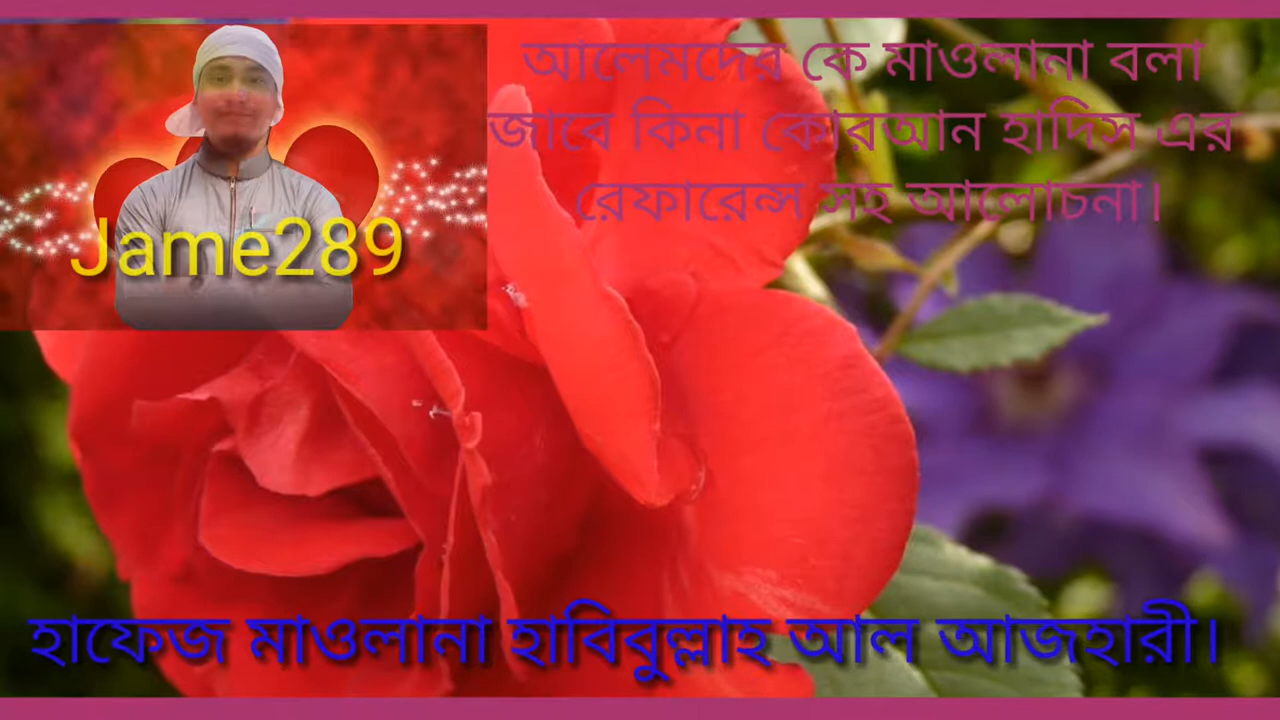 আলেমদের কে মাওলানা বলা
জাবে কিনা কোরআন হাদিস এর
রেফারেন্স সহ আলোচনা।
Jame289
হাফেজ মাওলানা হাবিবুল্লাহ আল আজহারী।